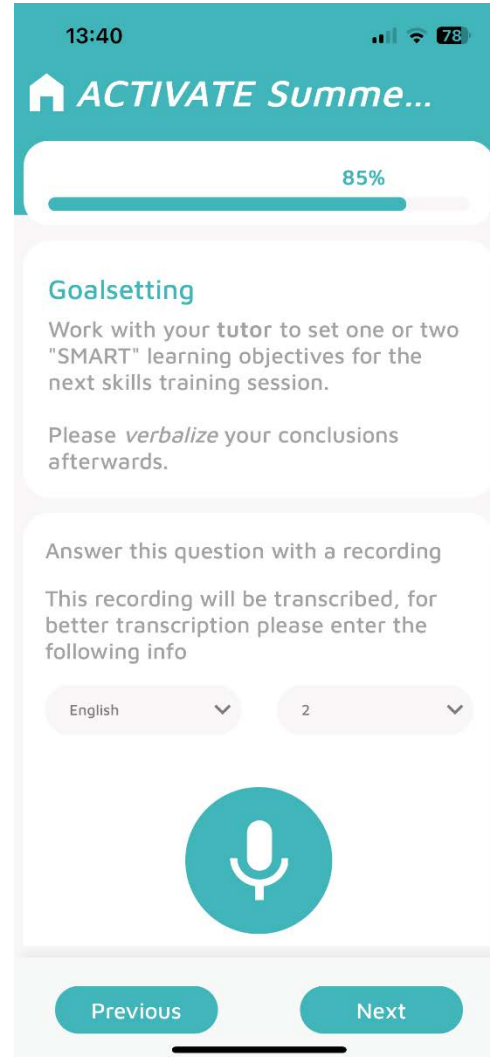 13:40
78
ACTIVATE Summe...
85%
Goalsetting
Work with your tutor to set one or two
"SMART" learning objectives for the
next skills training session.
Please verbalize your conclusions
afterwards.
Answer this question with a recording
This recording will be transcribed, for
better transcription please enter the
following info
English
2
Previous
Next